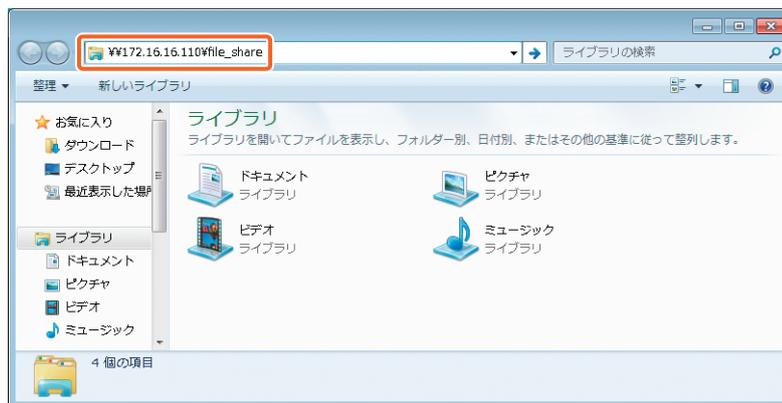 ¥¥172.16.16.110¥file_share
ライブラリの検索
整理 新しいライブラリ
お気に入り
ダウンロード
デスクトップ
最近表示した場所
ライブラリ
ドキュメント
ピクチャ
ビデオ
ミュージック
ライブラリ
ライブラリを開いてファイルを表示し、フォルダー別、日付別、またはその他の基準に従って整列します。
ドキュメント
ライブラリ
ピクチャ
ライブラリ
ビデオ
ライブラリ
ミュージック
ライブラリ
4 個の項目